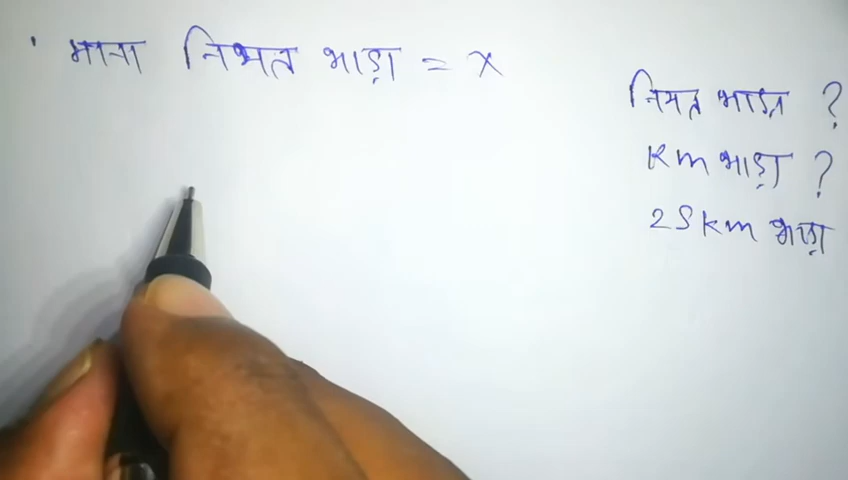 माना नियत भाड़ा = x
नियत भाड़ा ?
Km भाड़ा ?
25 km भाड़ा